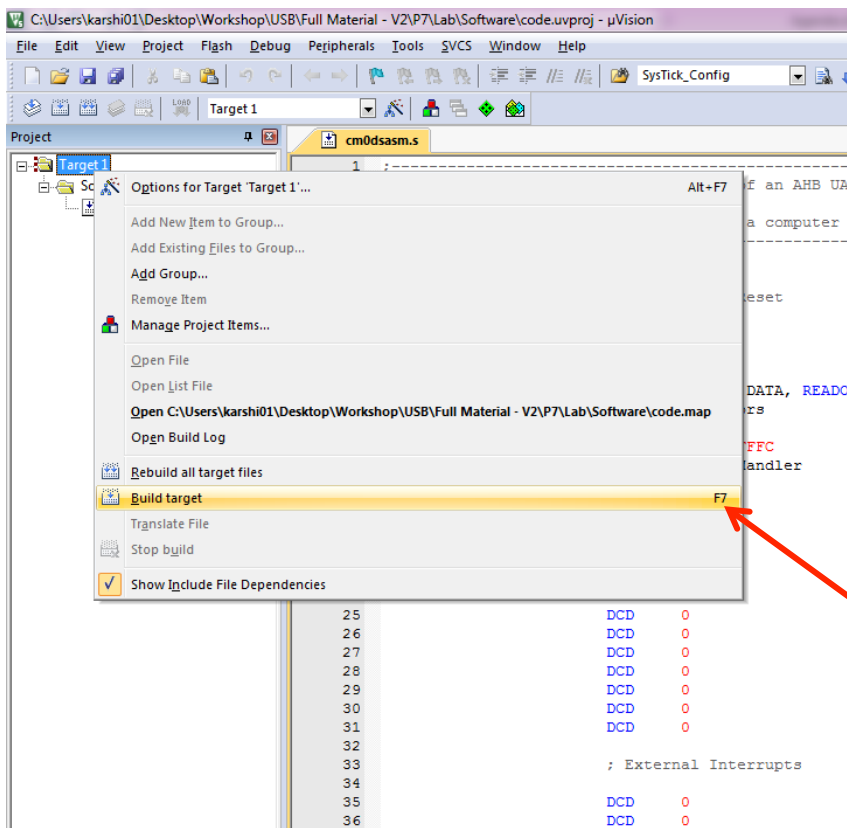 C:\Users\karshi01\Desktop\Workshop\USB\Full Material - V2\P7\Lab\Software\code.uvproj - µVision
File Edit View Project Flash Debug Peripherals Tools SVCS Window Help
SysTick_Config
LOAD Target 1
Project cm0dsasm.s
Target 1 1 ;------------------------------------------------
Options for Target 'Target 1'... Alt+F7 of an AHB UA
Add New Item to Group... a computer
Add Existing Files to Group...
Add Group...
Remove Item
Manage Project Items...
Open File
Open List File DATA,
Open C:\Users\karshi01\Desktop\Workshop\USB\Full Material - V2\P7\Lab\Software\code.map
Open Build Log
Rebuild all target files
Build target F7
Translate File
Stop build
Show Include File Dependencies
25 DCD 0
26 DCD 0
27 DCD 0
28 DCD 0
29 DCD 0
30 DCD 0
31 DCD 0
32
33 ; External Interrupts
34
35 DCD 0
36 DCD 0